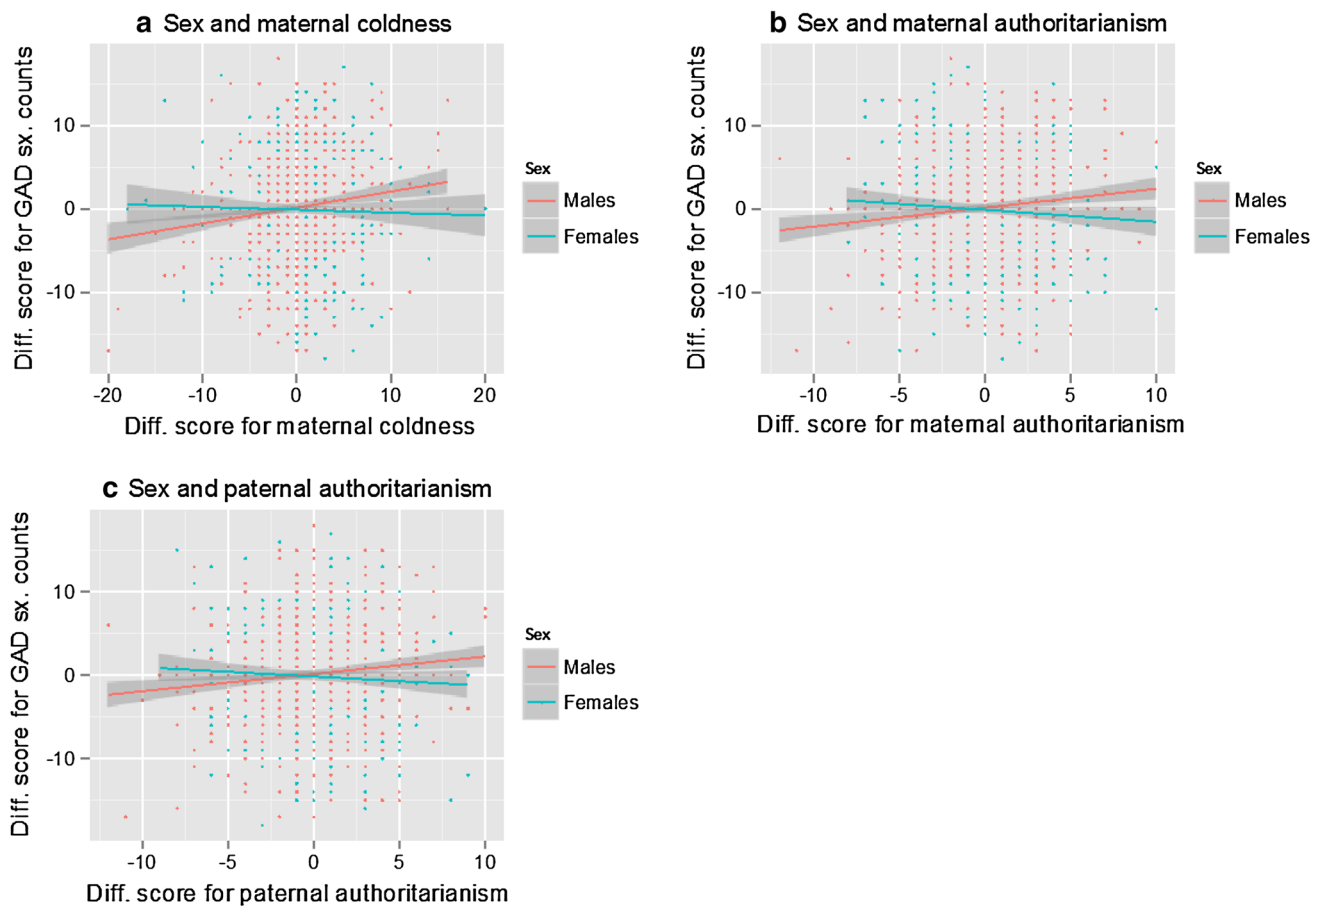 a Sex and maternal coldness
Diff. score for GAD sx. counts
10
0
-10
-20 -10 0 10 20
Diff. score for maternal coldness
Sex
Males
Females
b Sex and maternal authoritarianism
Diff. score for GAD sx. counts
10
0
-10
-10 -5 0 5 10
Diff. score for maternal authoritarianism
Sex
Males
Females
c Sex and paternal authoritarianism
Diff. score for GAD sx. counts
10
0
-10
-10 -5 0 5 10
Diff. score for paternal authoritarianism
Sex
Males
Females